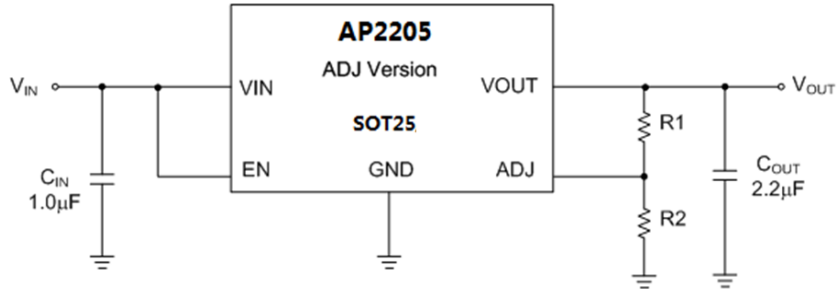 AP2205
ADJ Version
VIN
VIN
VOUT
VOUT
SOT25
R1
EN
GND
ADJ
CIN
1.0µF
COUT
2.2µF
R2